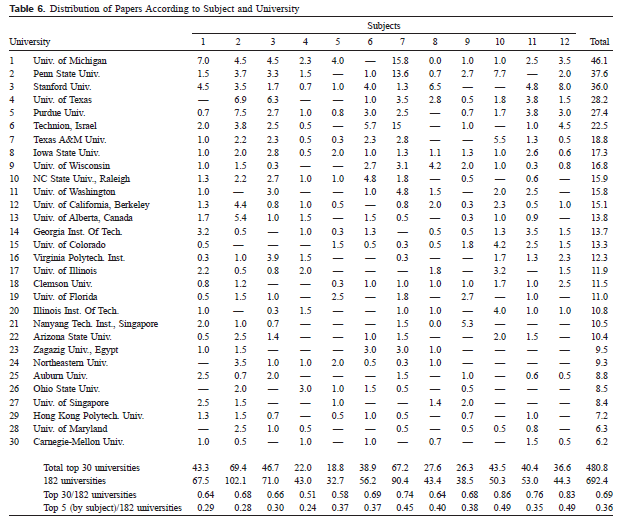 Table 6. Distribution of Papers According to Subject and University
Subjects
University 1 2 3 4 5 6 7 8 9 10 11 12 Total
1 Univ. of Michigan 7.0 4.5 4.5 2.3 4.0 — 15.8 0.0 1.0 1.0 2.5 3.5 46.1
2 Penn State Univ. 1.5 3.7 3.3 1.5 — 1.0 13.6 0.7 2.7 7.7 — 2.0 37.6
3 Stanford Univ. 4.5 3.5 1.7 0.7 1.0 4.0 1.3 6.5 — — 4.8 8.0 36.0
4 Univ. of Texas — 6.9 6.3 — — 1.0 3.5 2.8 0.5 1.8 3.8 1.5 28.2
5 Purdue Univ. 0.7 7.5 2.7 1.0 0.8 3.0 2.5 — 0.7 1.7 3.8 3.0 27.4
6 Technion, Israel 2.0 3.8 2.5 0.5 — 5.7 15 — 1.0 — 1.0 4.5 22.5
7 Texas A&M Univ. 1.0 2.2 2.3 0.5 0.3 2.3 2.8 — — 5.5 1.3 0.5 18.8
8 Iowa State Univ. 1.0 2.0 2.8 0.5 2.0 1.0 1.3 1.1 1.3 1.0 2.6 0.6 17.3
9 Univ. of Wisconsin 1.0 1.5 0.3 — — 2.7 3.1 4.2 2.0 1.0 0.3 0.8 16.8
10 NC State Univ., Raleigh 1.3 2.2 2.7 1.0 1.0 4.8 1.8 — 0.5 — 0.6 — 15.9
11 Univ. of Washington 1.0 — 3.0 — — 1.0 4.8 1.5 — 2.0 2.5 — 15.8
12 Univ. of California, Berkeley 1.3 4.4 0.8 1.0 0.5 — 0.8 2.0 0.3 2.3 0.5 1.0 15.1
13 Univ. of Alberta, Canada 1.7 5.4 1.0 1.5 — 1.5 0.5 — 0.3 1.0 0.9 — 13.8
14 Georgia Inst. Of Tech. 3.2 0.5 — 1.0 0.3 1.3 — 0.5 0.5 1.3 3.5 1.5 13.7
15 Univ. of Colorado 0.5 — — — 1.5 0.5 0.3 0.5 1.8 4.2 2.5 1.5 13.3
16 Virginia Polytech. Inst. 0.3 1.0 3.9 1.5 — — 0.3 — — 1.7 1.3 2.3 12.3
17 Univ. of Illinois 2.2 0.5 0.8 2.0 — — — 1.8 — 3.2 — 1.5 11.9
18 Clemson Univ. 0.8 1.2 — — 0.3 1.0 1.0 1.0 1.0 1.7 1.0 2.5 11.5
19 Univ. of Florida 0.5 1.5 1.0 — 2.5 — 1.8 — 2.7 — 1.0 — 11.0
20 Illinois Inst. Of Tech. 1.0 — 0.3 1.5 — — 1.0 1.0 — 4.0 1.0 1.0 10.8
21 Nanyang Tech. Inst., Singapore 2.0 1.0 0.7 — — — 1.5 0.0 5.3 — — — 10.5
22 Arizona State Univ. 0.5 2.5 1.4 — — 1.0 1.5 — — 2.0 1.5 — 10.4
23 Zagazig Univ., Egypt 1.0 1.5 — — — 3.0 3.0 1.0 — — — — 9.5
24 Northeastern Univ. — 3.5 1.0 1.0 2.0 0.5 0.3 1.0 — — — — 9.3
25 Auburn Univ. 2.5 0.7 2.0 — — — 1.5 — 1.0 — 0.6 0.5 8.8
26 Ohio State Univ. — 2.0 — 3.0 1.0 1.5 0.5 — 0.5 — — — 8.5
27 Univ. of Singapore 2.5 1.5 — — 1.0 — — 1.4 2.0 — — — 8.4
29 Hong Kong Polytech. Univ. 1.3 1.5 0.7 — 0.5 1.0 0.5 — 0.7 — 1.0 — 7.2
28 Univ. of Maryland — 2.5 1.0 0.5 — — 0.5 — 0.5 0.5 0.8 — 6.3
30 Carnegie-Mellon Univ. 1.0 0.5 — 1.0 — 1.0 — 0.7 — — 1.5 0.5 6.2
Total top 30 universities 43.3 69.4 46.7 22.0 18.8 38.9 67.2 27.6 26.3 43.5 40.4 36.6 480.8
182 universities 67.5 102.1 71.0 43.0 32.7 56.2 90.4 43.4 38.5 50.3 53.0 44.3 692.4
Top 30/182 universities 0.64 0.68 0.66 0.51 0.58 0.69 0.74 0.64 0.68 0.86 0.76 0.83 0.69
Top 5 (by subject)/182 universities 0.29 0.28 0.30 0.24 0.37 0.37 0.45 0.40 0.38 0.49 0.35 0.49 0.36